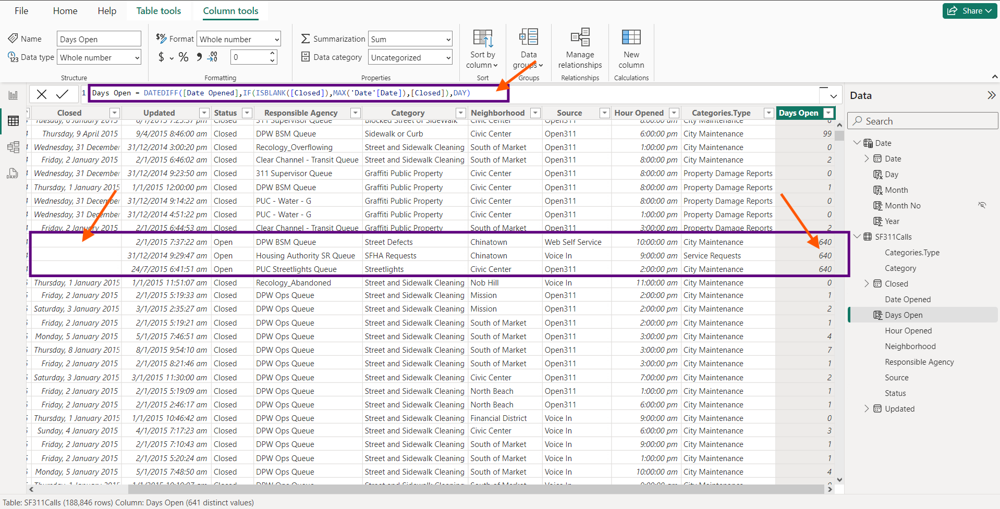 File Home Help Table tools Column tools Share
Name Days Open Format Whole number Summarization Sum Sort by column Data groups Manage relationships New column
Data type Whole number $ % 0 Data category Uncategorized
Structure Formatting Properties Sort Groups Relationships Calculations
1 Days Open = DATEDIFF([Date Opened],IF(ISBLANK([Closed]),MAX('Date'[Date]),[Closed]),DAY)
Closed Updated Status Responsible Agency Category Neighborhood Source Hour Opened Categories.Type Days Open
Tuesday, 6 January 2015 6/1/2015 7:25:37 pm Closed 311 Supervisor Queue Blocked Street or SideWalk Civic Center Open311 8:00:00 am City Maintenance 6
4 Thursday, 9 April 2015 9/4/2015 8:46:00 am Closed DPW BSM Queue Sidewalk or Curb Civic Center Open311 6:00:00 pm City Maintenance 99
4 Wednesday, 31 December 31/12/2014 3:00:20 pm Closed Recology_Overflowing Street and Sidewalk Cleaning South of Market Open311 1:00:00 pm City Maintenance 0
4 Friday, 2 January 2015 2/1/2015 6:46:02 am Closed Clear Channel - Transit Queue Street and Sidewalk Cleaning South of Market Open311 8:00:00 pm City Maintenance 2
4 Wednesday, 31 December 31/12/2014 9:23:50 am Closed 311 Supervisor Queue Graffiti Public Property Civic Center Open311 8:00:00 am Property Damage Reports 0
4 Thursday, 1 January 2015 1/1/2015 12:00:00 pm Closed DPW BSM Queue Graffiti Public Property Civic Center Open311 8:00:00 am Property Damage Reports 1
4 Wednesday, 31 December 31/12/2014 9:14:22 am Closed PUC - Water - G Graffiti Public Property Civic Center Open311 8:00:00 am Property Damage Reports 0
4 Wednesday, 31 December 31/12/2014 4:51:22 pm Closed PUC - Water - G Graffiti Public Property Civic Center Open311 1:00:00 pm Property Damage Reports 0
4 Friday, 2 January 2015 2/1/2015 6:44:53 am Closed Clear Channel - Transit Queue Graffiti Public Property South of Market Open311 3:00:00 pm Property Damage Reports 2
4 2/1/2015 7:37:22 am Open DPW BSM Queue Street Defects Chinatown Web Self Service 10:00:00 am City Maintenance 640
4 31/12/2014 9:29:47 am Open Housing Authority SR Queue SFHA Requests Chinatown Voice In 9:00:00 am Service Requests 640
4 24/7/2015 6:41:51 am Open PUC Streetlights Queue Streetlights Civic Center Open311 2:00:00 pm City Maintenance 640
5 Thursday, 1 January 2015 1/1/2015 11:51:07 am Closed Recology_Abandoned Street and Sidewalk Cleaning Nob Hill Voice In 11:00:00 am City Maintenance 0
5 Friday, 2 January 2015 2/1/2015 5:19:33 am Closed DPW Ops Queue Street and Sidewalk Cleaning Mission Open311 2:00:00 pm City Maintenance 1
5 Saturday, 3 January 2015 3/1/2015 2:35:27 am Closed DPW Ops Queue Street and Sidewalk Cleaning Mission Open311 2:00:00 pm City Maintenance 2
5 Friday, 2 January 2015 2/1/2015 5:19:21 am Closed DPW Ops Queue Street and Sidewalk Cleaning South of Market Open311 2:00:00 pm City Maintenance 1
5 Monday, 5 January 2015 5/1/2015 7:46:51 am Closed DPW Ops Queue Street and Sidewalk Cleaning South of Market Open311 3:00:00 pm City Maintenance 4
5 Thursday, 8 January 2015 8/1/2015 9:54:10 am Closed DPW Ops Queue Street and Sidewalk Cleaning South of Market Open311 3:00:00 pm City Maintenance 7
5 Friday, 2 January 2015 2/1/2015 8:21:46 am Closed DPW Ops Queue Street and Sidewalk Cleaning South of Market Open311 3:00:00 pm City Maintenance 1
5 Saturday, 3 January 2015 3/1/2015 11:30:00 am Closed DPW Ops Queue Street and Sidewalk Cleaning Civic Center Open311 7:00:00 pm City Maintenance 2
5 Friday, 2 January 2015 2/1/2015 5:19:09 am Closed DPW Ops Queue Street and Sidewalk Cleaning North Beach Open311 1:00:00 pm City Maintenance 1
5 Friday, 2 January 2015 2/1/2015 2:46:17 am Closed DPW Ops Queue Street and Sidewalk Cleaning North Beach Open311 6:00:00 pm City Maintenance 1
5 Thursday, 1 January 2015 1/1/2015 10:46:42 am Closed DPW Ops Queue Street and Sidewalk Cleaning Financial District Voice In 9:00:00 am City Maintenance 0
5 Sunday, 4 January 2015 4/1/2015 7:17:23 am Closed DPW Ops Queue Street and Sidewalk Cleaning Civic Center Voice In 6:00:00 pm City Maintenance 3
5 Friday, 2 January 2015 2/1/2015 7:10:43 am Closed DPW Ops Queue Street and Sidewalk Cleaning South of Market Voice In 9:00:00 pm City Maintenance 1
5 Friday, 2 January 2015 2/1/2015 5:20:24 am Closed DPW Ops Queue Street and Sidewalk Cleaning South of Market Voice In 1:00:00 pm City Maintenance 1
5 Monday, 5 January 2015 5/1/2015 7:48:50 am Closed DPW Ops Queue Street and Sidewalk Cleaning South of Market Voice In 10:00:00 am City Maintenance 4
Data
Search
Date
Date
Day
Month
Month No
Year
SF311Calls
Categories.Type
Category
Closed
Date Opened
Days Open
Hour Opened
Neighborhood
Responsible Agency
Source
Status
Updated
Table: SF311Calls (188,846 rows) Column: Days Open (641 distinct values)